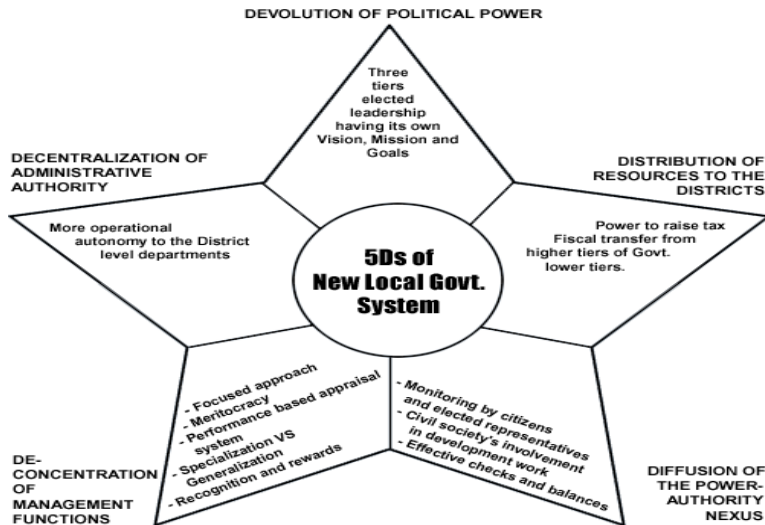 DEVOLUTION OF POLITICAL POWER
Three
tiers
elected
leadership
having its own
Vision, Mission and
Goals
DECENTRALIZATION OF
ADMINISTRATIVE
AUTHORITY
More operational
autonomy to the District
level departments
DISTRIBUTION OF
RESOURCES TO THE
DISTRICTS
Power to raise tax
Fiscal transfer from
higher tiers of Govt.
lower tiers.
5Ds of
New Local Govt.
System
- Focused approach
- Meritocracy
- Performance based appraisal
system
- Specialization VS
Generalization
- Recognition and rewards
DE-
CONCENTRATION
OF
MANAGEMENT
FUNCTIONS
- Monitoring by citizens
and elected representatives
- Civil society's involvement
in development work
- Effective checks and balances
DIFFUSION OF
THE POWER-
AUTHORITY
NEXUS